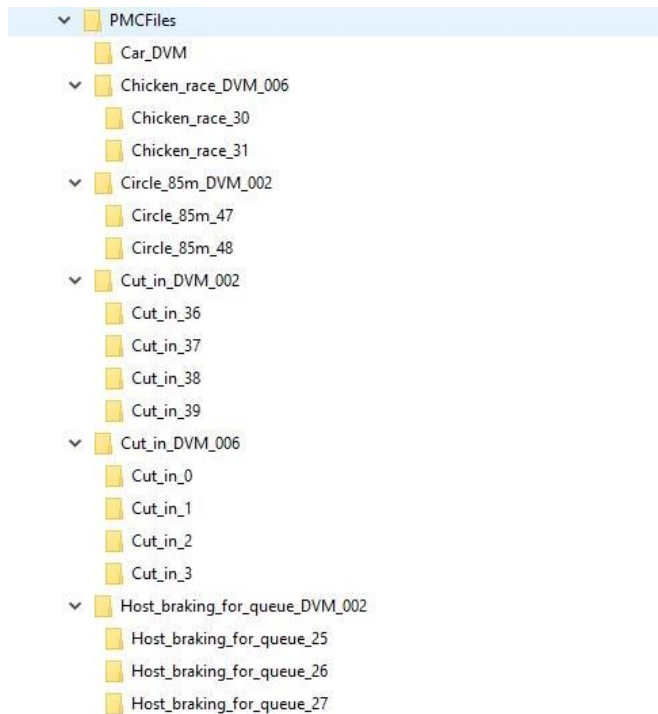 PMCFiles
Car_DVM
Chicken_race_DVM_006
Chicken_race_30
Chicken_race_31
Circle_85m_DVM_002
Circle_85m_47
Circle_85m_48
Cut_in_DVM_002
Cut_in_36
Cut_in_37
Cut_in_38
Cut_in_39
Cut_in_DVM_006
Cut_in_0
Cut_in_1
Cut_in_2
Cut_in_3
Host_braking_for_queue_DVM_002
Host_braking_for_queue_25
Host_braking_for_queue_26
Host_braking_for_queue_27